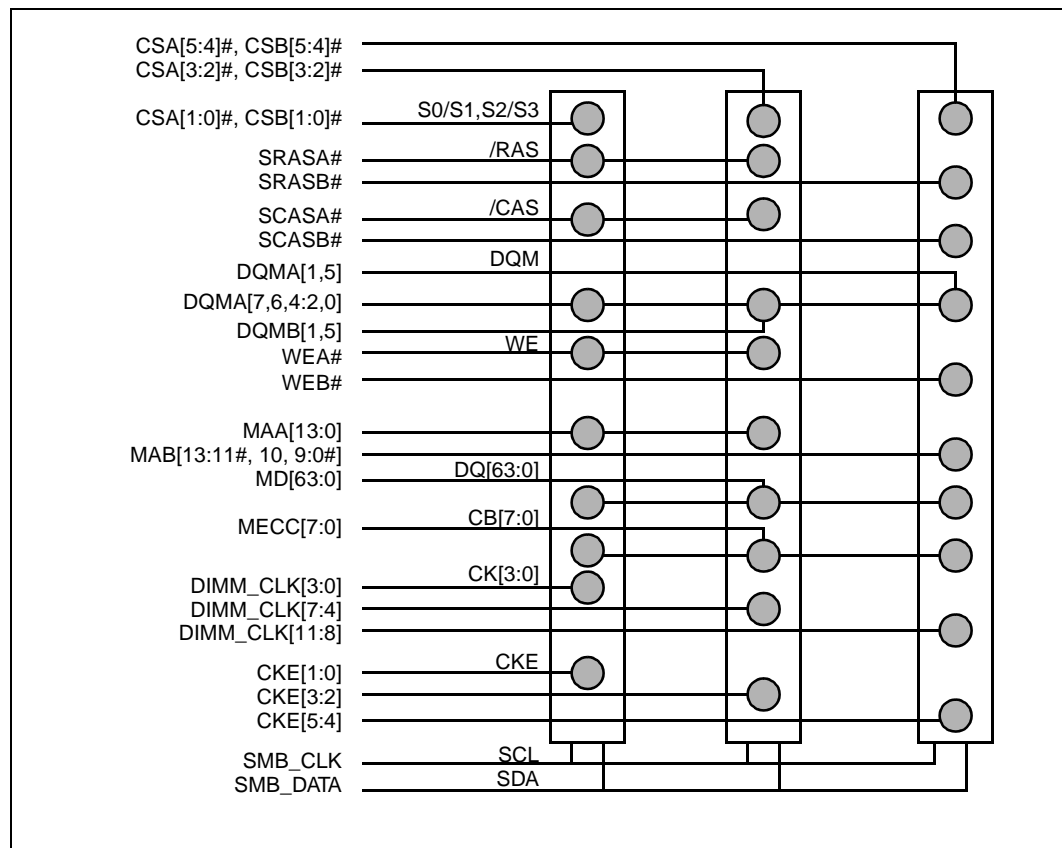 CSA[5:4]#, CSB[5:4]#
CSA[3:2]#, CSB[3:2]#
CSA[1:0]#, CSB[1:0]# S0/S1,S2/S3
SRASA# /RAS
SRASB#
SCASA# /CAS
SCASB#
DQMA[1,5] DQM
DQMA[7,6,4:2,0]
DQMB[1,5]
WEA# WE
WEB#
MAA[13:0]
MAB[13:11#, 10, 9:0#]
MD[63:0] DQ[63:0]
MECC[7:0] CB[7:0]
DIMM_CLK[3:0] CK[3:0]
DIMM_CLK[7:4]
DIMM_CLK[11:8]
CKE[1:0] CKE
CKE[3:2]
CKE[5:4]
SMB_CLK SCL
SMB_DATA SDA